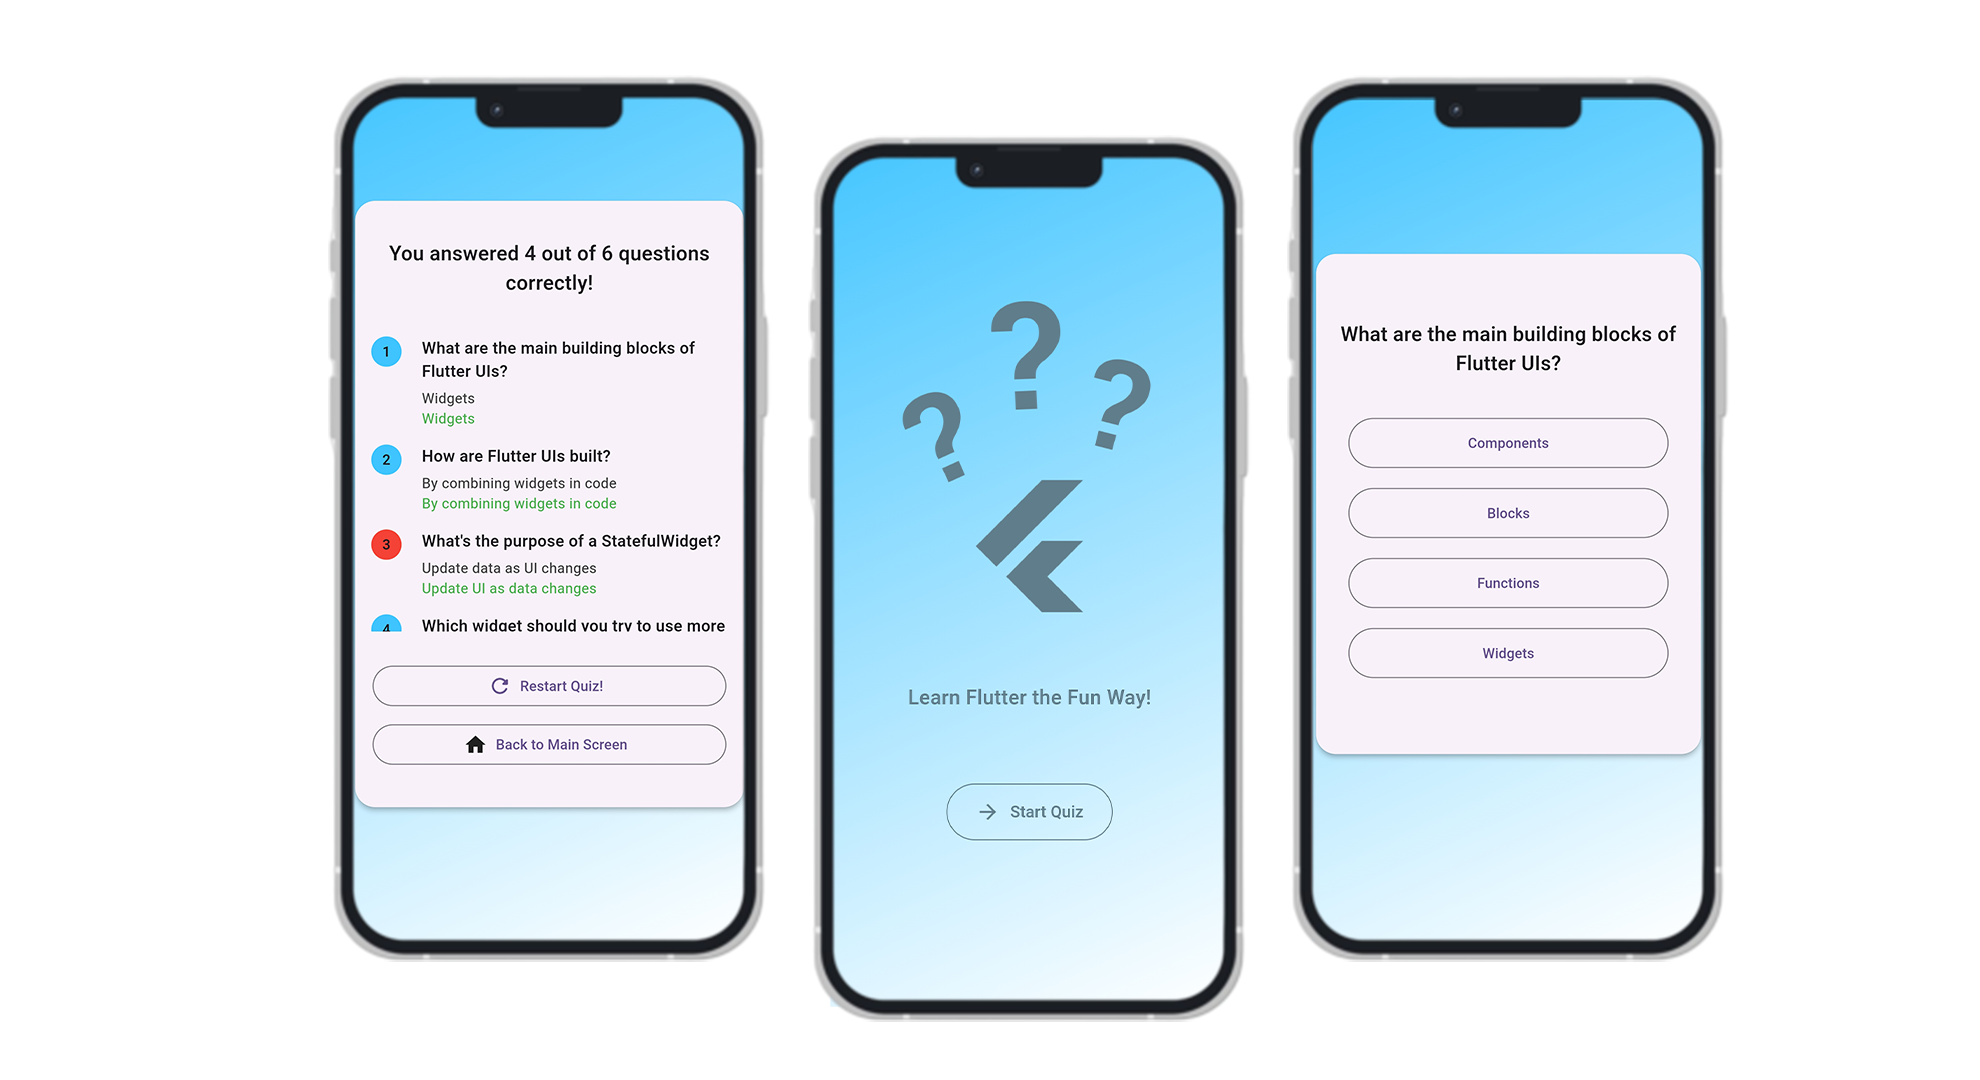 You answered 4 out of 6 questions
correctly!
1
What are the main building blocks of
Flutter UIs?
Widgets
Widgets
2
How are Flutter UIs built?
By combining widgets in code
By combining widgets in code
3
What's the purpose of a StatefulWidget?
Update data as UI changes
Update UI as data changes
4
Which widget should you try to use more
Restart Quiz!
Back to Main Screen
? ? ?
Learn Flutter the Fun Way!
Start Quiz
What are the main building blocks of
Flutter UIs?
Components
Blocks
Functions
Widgets